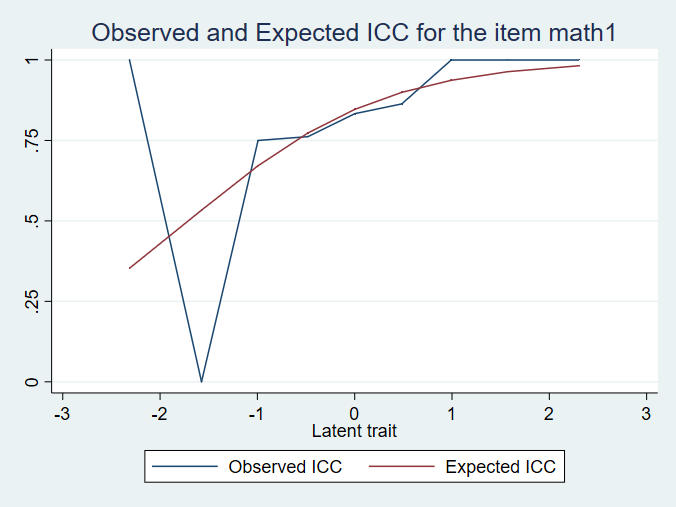 Observed and Expected ICC for the item math1
1
.75
.5
.25
0
-3 -2 -1 0 1 2 3
Latent trait
Observed ICC Expected ICC